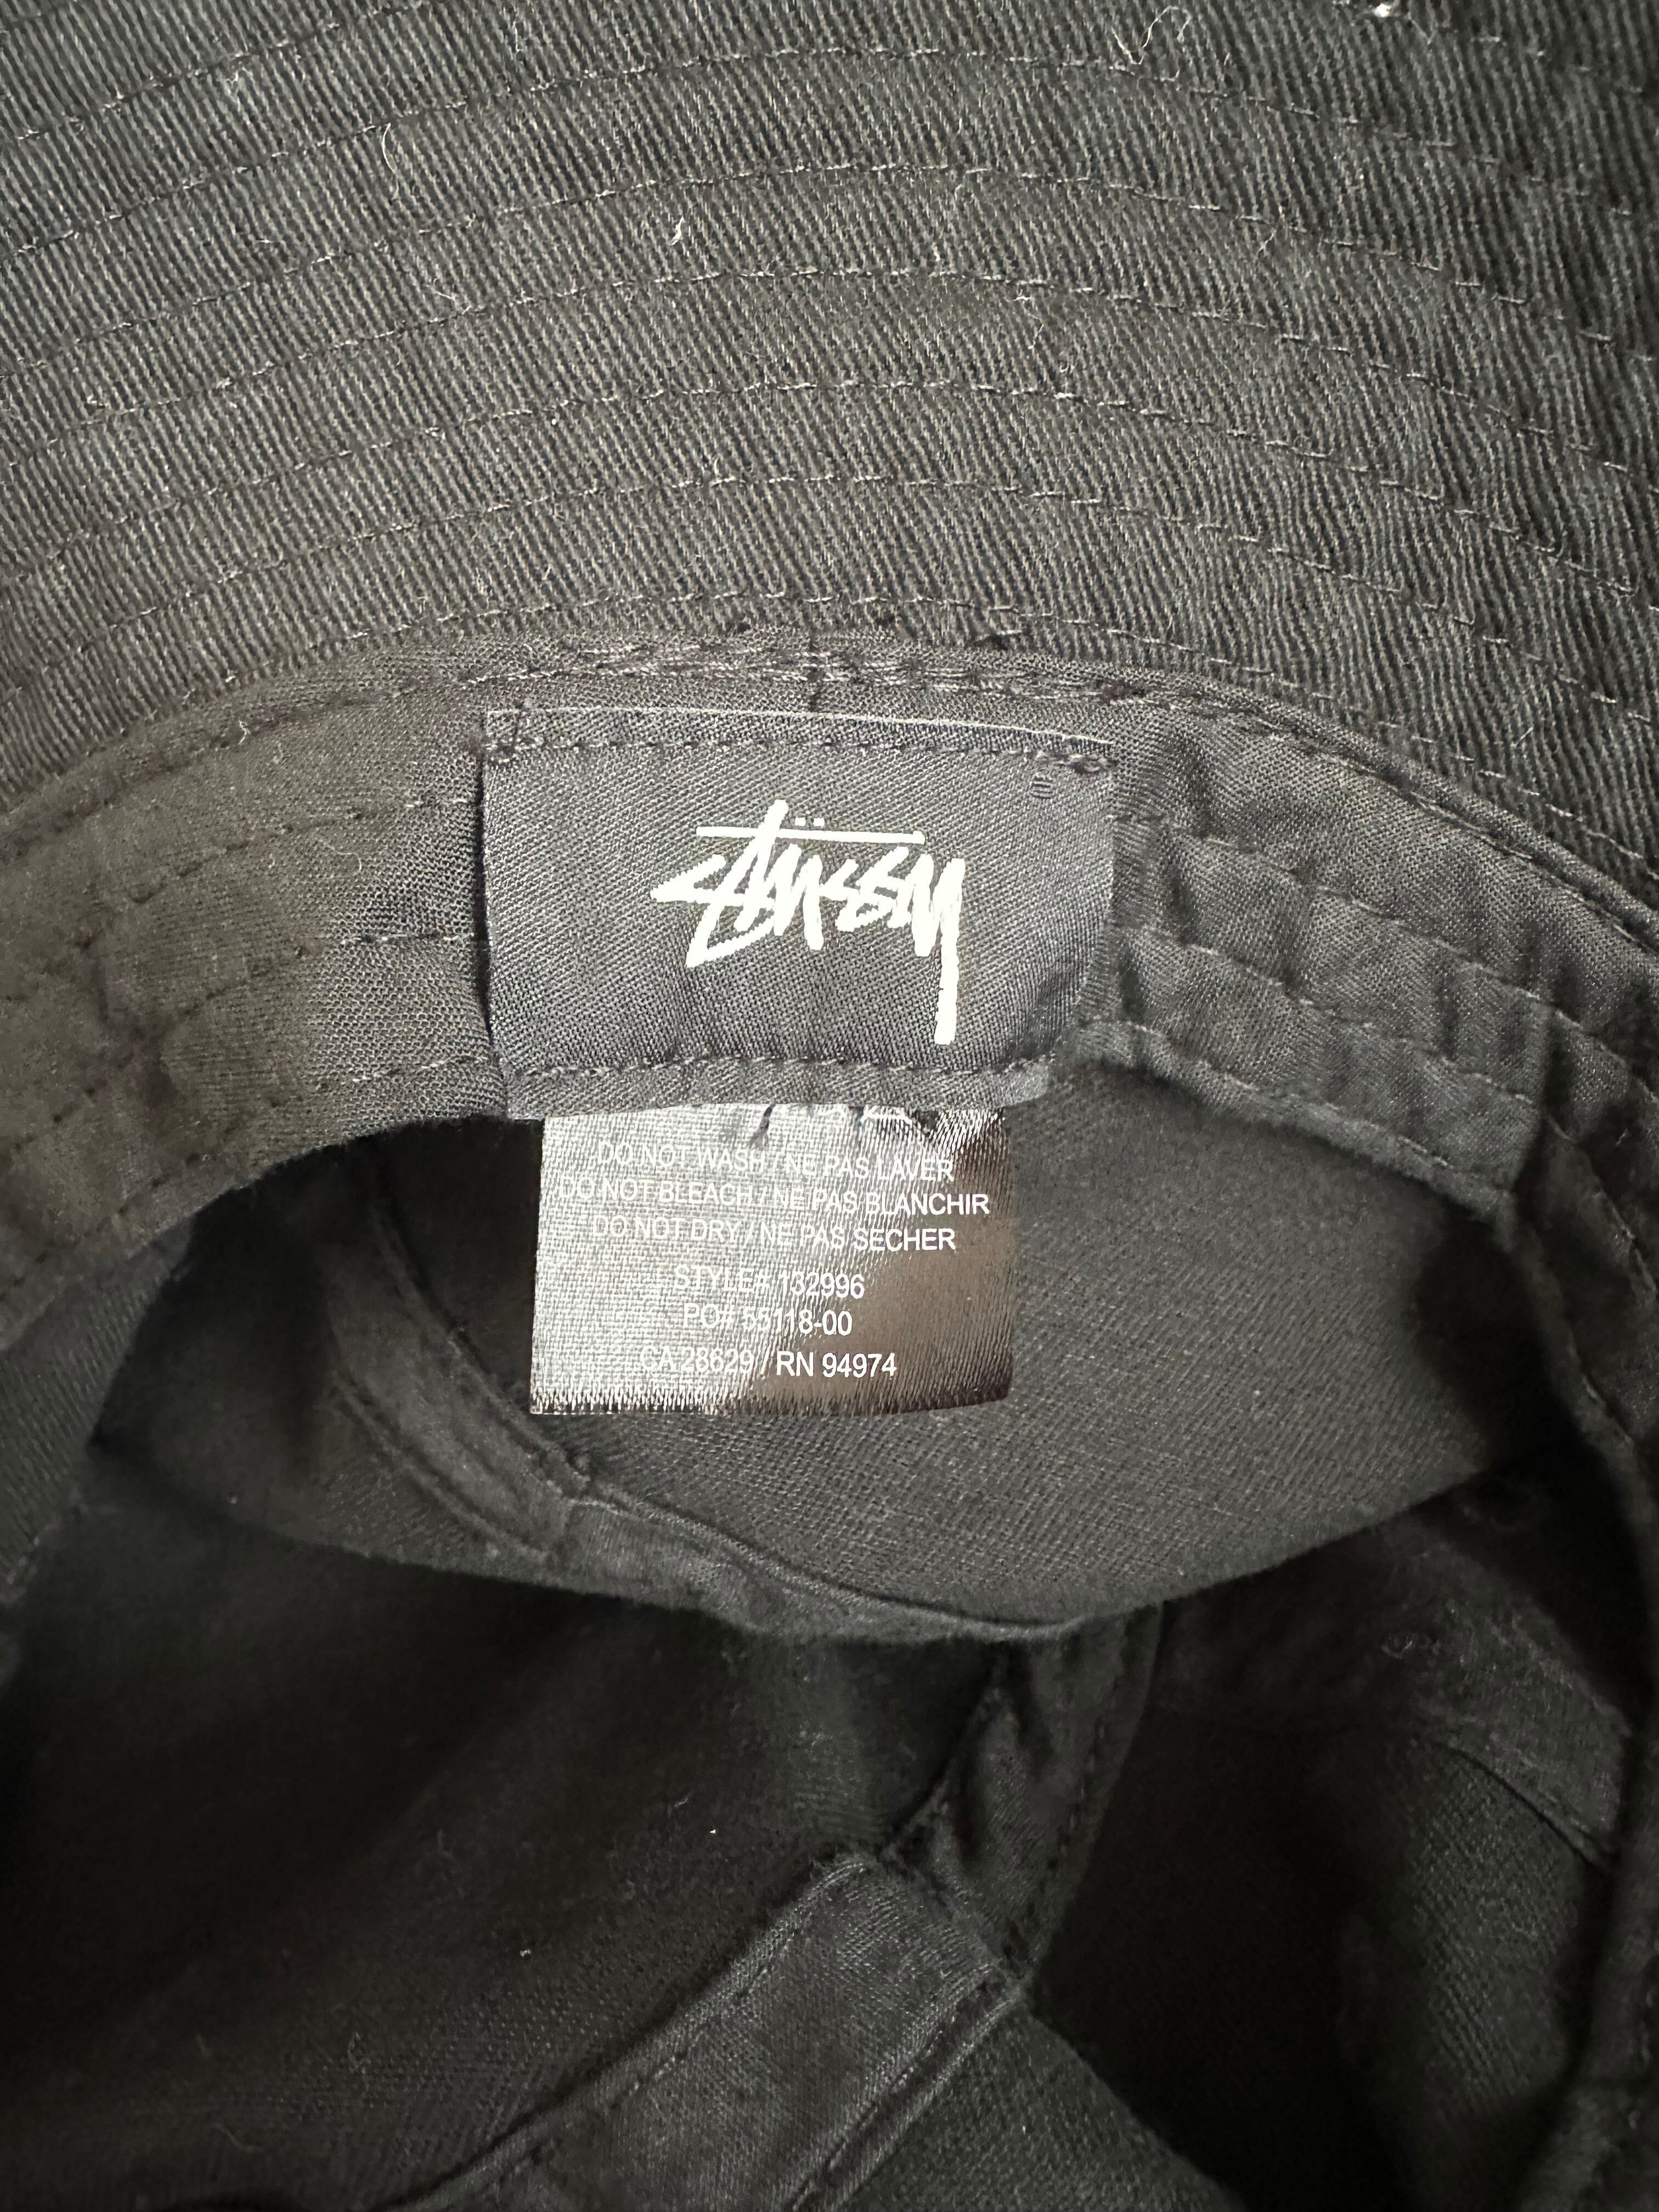 Stüssy
DO NOT WASH / NE PAS LAVER
DO NOT BLEACH / NE PAS BLANCHIR
DO NOT DRY / NE PAS SECHER
STYLE# 132996
PO# 55118-00
CA 28629 / RN 94974